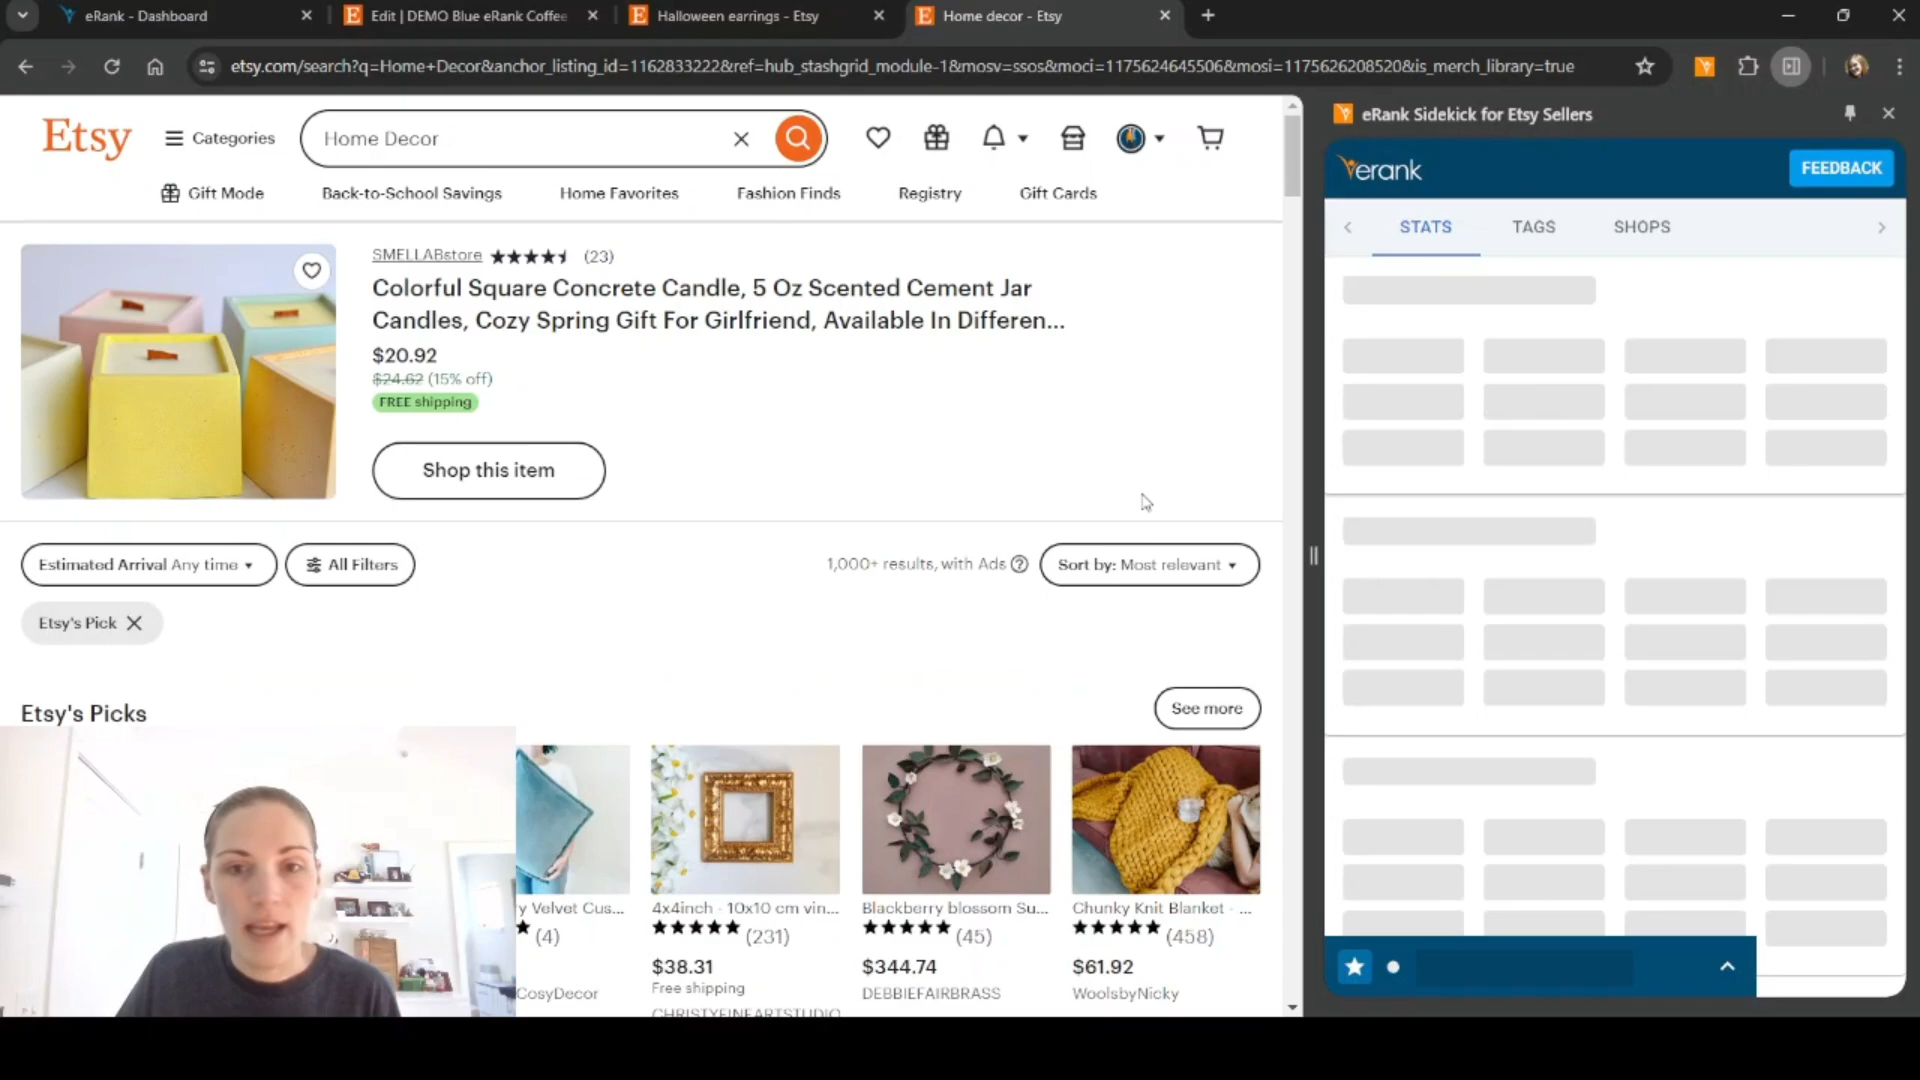 eRank - Dashboard
Edit | DEMO Blue eRank Coffee
Halloween earrings - Etsy
Home decor - Etsy
etsy.com/search?q=Home+Decor&anchor_listing_id=1162833222&ref=hub_stashgrid_module-1&mosv=ssos&moci=1175624645506&mosi=1175626208520&is_merch_library=true
Etsy
Categories
Home Decor
Gift Mode
Back-to-School Savings
Home Favorites
Fashion Finds
Registry
Gift Cards
SMELLABstore (23)
Colorful Square Concrete Candle, 5 Oz Scented Cement Jar
Candles, Cozy Spring Gift For Girlfriend, Available In Differen...
$20.92
$24.62 (15% off)
FREE shipping
Shop this item
Estimated Arrival Any time
All Filters
1,000+ results, with Ads
Sort by: Most relevant
Etsy's Pick
Etsy's Picks
See more
y Velvet Cus...
(4)
CosyDecor
4x4inch - 10x10 cm vin...
(231)
$38.31
Free shipping
CHRISTYFINEARTSTUDIO
Blackberry blossom Su...
(45)
$344.74
DEBBIEFAIRBRASS
Chunky Knit Blanket - ...
(458)
$61.92
WoolsbyNicky
eRank Sidekick for Etsy Sellers
erank
FEEDBACK
STATS
TAGS
SHOPS